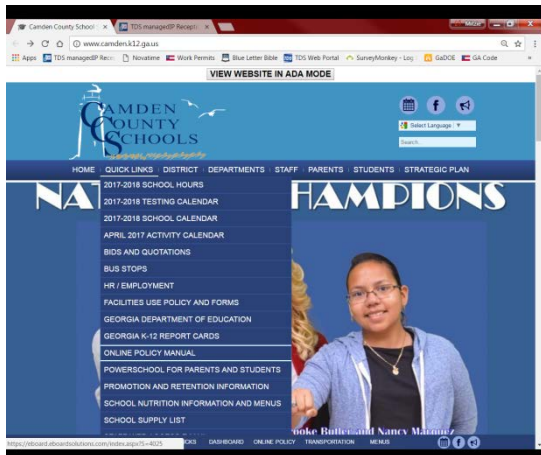 Camden County School
TDS managedIP Recepti
www.camden.k12.ga.us
Apps
TDS managedIP Rece
Novatime
Work Permits
Blue Letter Bible
TDS Web Portal
SurveyMonkey - Log
GaDOE
GA Code
VIEW WEBSITE IN ADA MODE
CAMDEN
COUNTY
SCHOOLS
Select Language
Search..
HOME QUICK LINKS DISTRICT DEPARTMENTS STAFF PARENTS STUDENTS STRATEGIC PLAN
NAT HAMPIONS
2017-2018 SCHOOL HOURS
2017-2018 TESTING CALENDAR
2017-2018 SCHOOL CALENDAR
APRIL 2017 ACTIVITY CALENDAR
BIDS AND QUOTATIONS
BUS STOPS
HR / EMPLOYMENT
FACILITIES USE POLICY AND FORMS
GEORGIA DEPARTMENT OF EDUCATION
GEORGIA K-12 REPORT CARDS
ONLINE POLICY MANUAL
POWERSCHOOL FOR PARENTS AND STUDENTS
PROMOTION AND RETENTION INFORMATION
SCHOOL NUTRITION INFORMATION AND MENUS
SCHOOL SUPPLY LIST
ooke Butler and Nancy Marquez
https://eboard.eboardsolutions.com/index.aspx?S=4025
CKS DASHBOARD ONLINE POLICY TRANSPORTATION MENUS